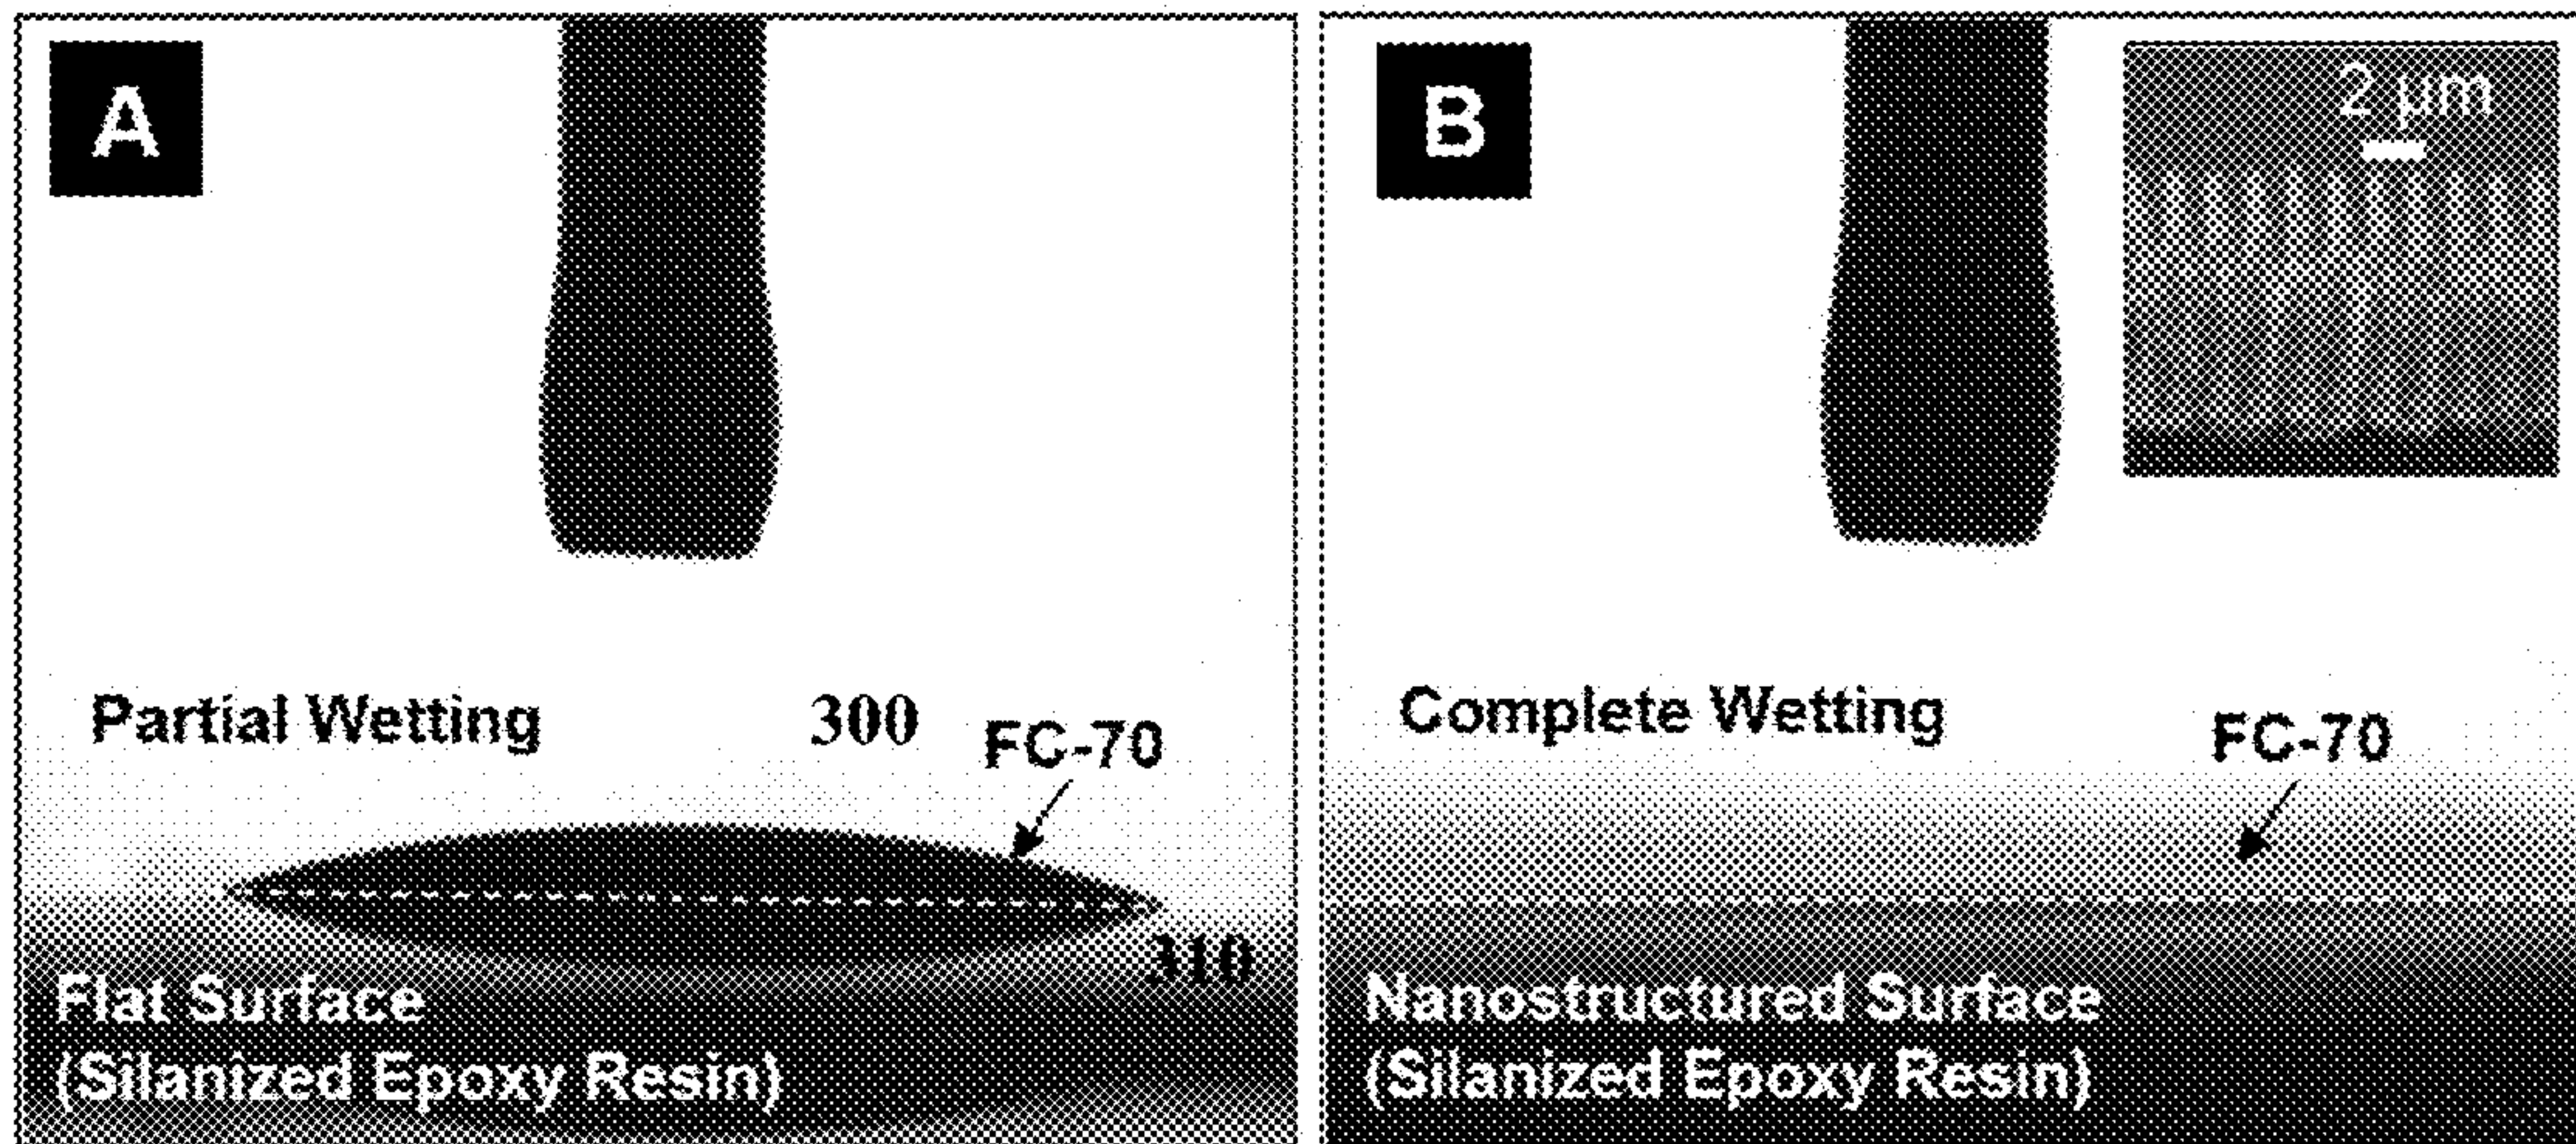 A
Partial Wetting
300
FC-70
310
Flat Surface
(Silanized Epoxy Resin)
B
2 µm
Complete Wetting
FC-70
Nanostructured Surface
(Silanized Epoxy Resin)